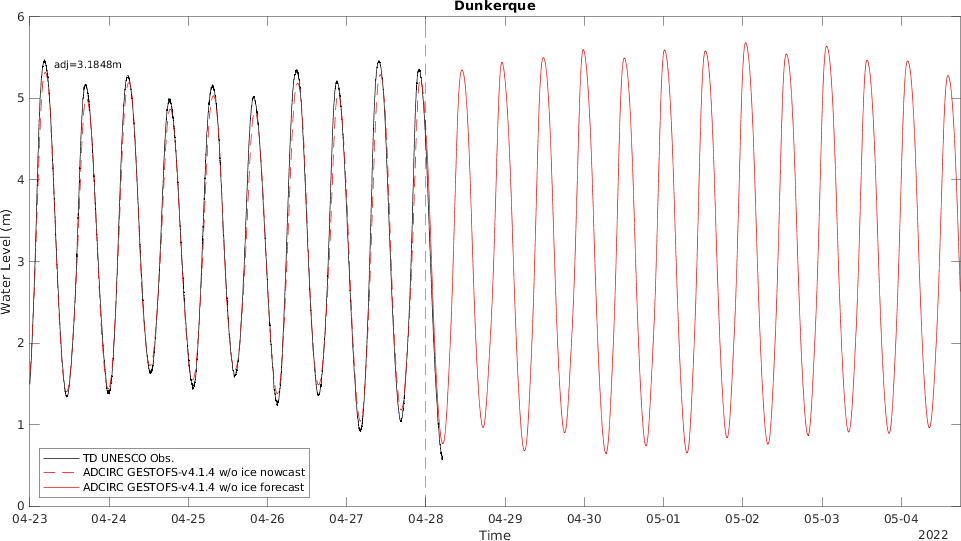 Dunkerque
adj=3.1848m
Water Level (m)
6
5
4
3
2
1
0
TD UNESCO Obs.
ADCIRC GESTOFS-v4.1.4 w/o ice nowcast
ADCIRC GESTOFS-v4.1.4 w/o ice forecast
04-23 04-24 04-25 04-26 04-27 04-28 04-29 04-30 05-01 05-02 05-03 05-04
Time
2022